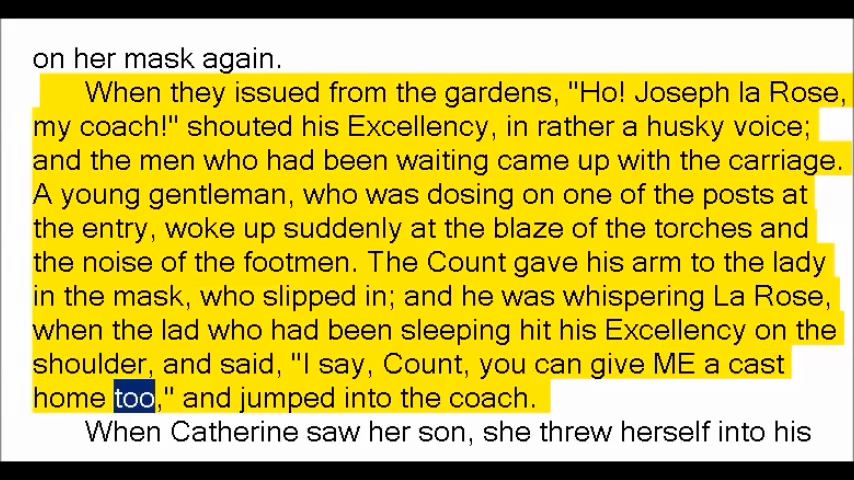 on her mask again.
When they issued from the gardens, "Ho! Joseph la Rose,
my coach!" shouted his Excellency, in rather a husky voice;
and the men who had been waiting came up with the carriage.
A young gentleman, who was dosing on one of the posts at
the entry, woke up suddenly at the blaze of the torches and
the noise of the footmen. The Count gave his arm to the lady
in the mask, who slipped in; and he was whispering La Rose,
when the lad who had been sleeping hit his Excellency on the
shoulder, and said, "I say, Count, you can give ME a cast
home too," and jumped into the coach.
When Catherine saw her son, she threw herself into his